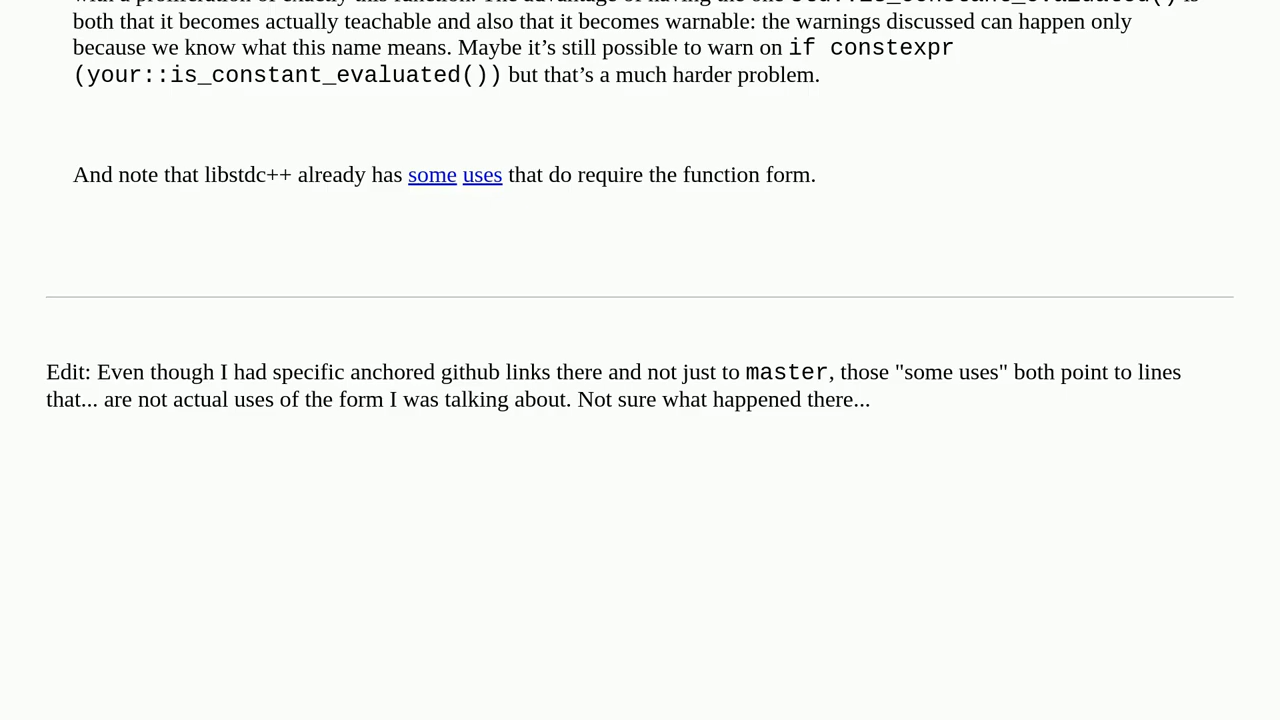 both that it becomes actually teachable and also that it becomes warnable: the warnings discussed can happen only
because we know what this name means. Maybe it’s still possible to warn on if constexpr
(your::is_constant_evaluated()) but that’s a much harder problem.
And note that libstdc++ already has some uses that do require the function form.
Edit: Even though I had specific anchored github links there and not just to master, those "some uses" both point to lines
that... are not actual uses of the form I was talking about. Not sure what happened there...